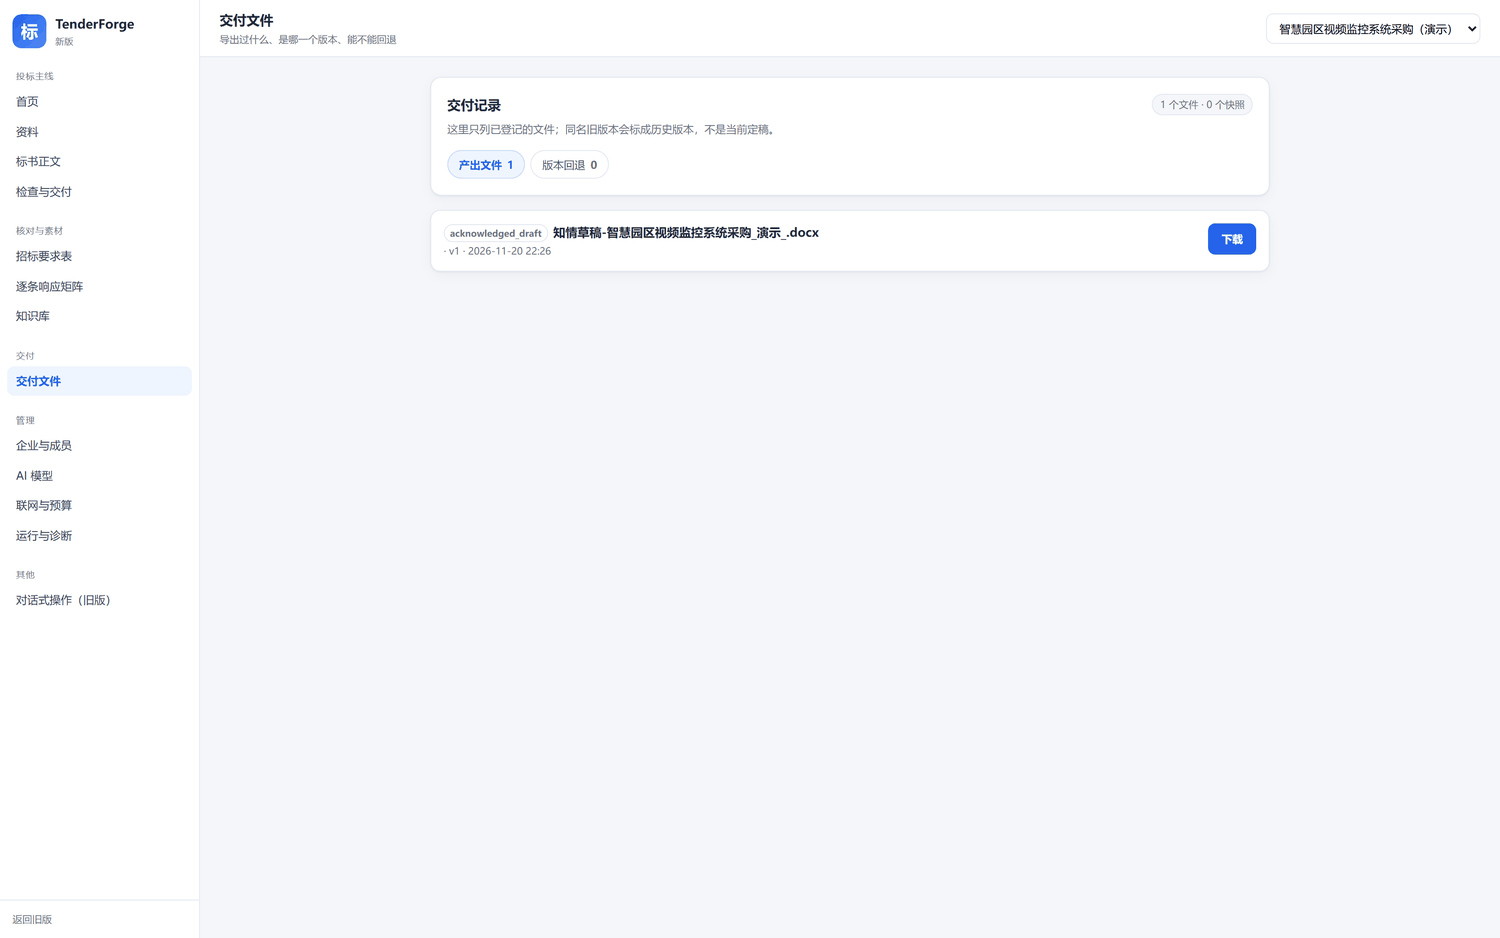 标
TenderForge
新版
投标主线
首页
资料
标书正文
检查与交付
核对与素材
招标要求表
逐条响应矩阵
知识库
交付
交付文件
管理
企业与成员
AI 模型
联网与预算
运行与诊断
其他
对话式操作（旧版）
返回旧版
交付文件
导出过什么、是哪一个版本、能不能回退
智慧园区视频监控系统采购（演示）
交付记录
1 个文件 · 0 个快照
这里只列已登记的文件；同名旧版本会标成历史版本，不是当前定稿。
产出文件 1
版本回退 0
acknowledged_draft 知情草稿-智慧园区视频监控系统采购_演示_.docx
· v1 · 2026-11-20 22:26
下载